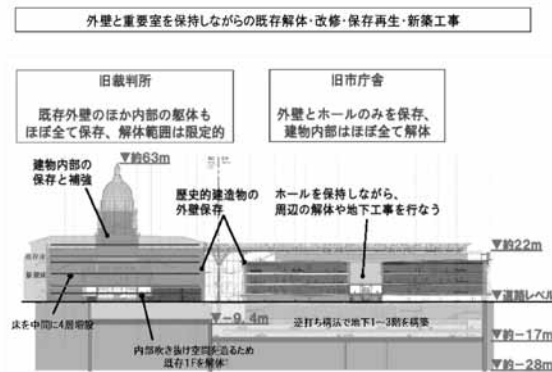 外壁と重要室を保持しながらの既存解体・改修・保存再生・新築工事
旧裁判所
既存外壁のほか内部の躯体も
ほぼ全て保存、解体範囲は限定的
旧市庁舎
外壁とホールのみを保存、
建物内部はほぼ全て解体
建物内部の
保存と補強
▼約63m
歴史的建造物の
外壁保存
ホールを保持しながら、
周辺の解体や地下工事を行なう
▼約22m
▼道路レベル
床を中間に4層増設
▼-9.4m
逆打ち構法で地下1~3階を構築
内部吹き抜け空間を造るため
既存1Fを解体
▼約-17m
▼約-28m